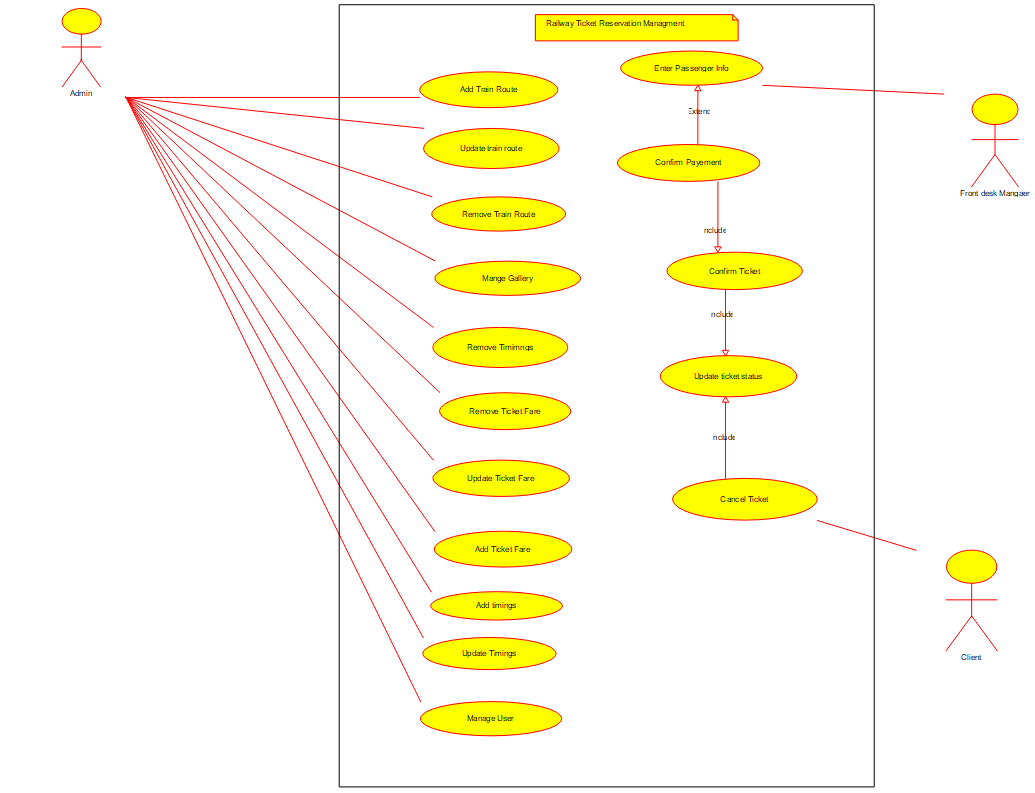 Railway Ticket Reservation Managment
Admin
Add Train Route
Update train route
Remove Train Route
Mange Gallery
Remove Timimngs
Remove Ticket Fare
Update Ticket Fare
Add Ticket Fare
Add timings
Update Timings
Manage User
Enter Passenger Info
Extend
Confirm Payement
nclude
Confirm Ticket
nclude
Update ticket status
nclude
Cancel Ticket
Front desk Mangaer
Client